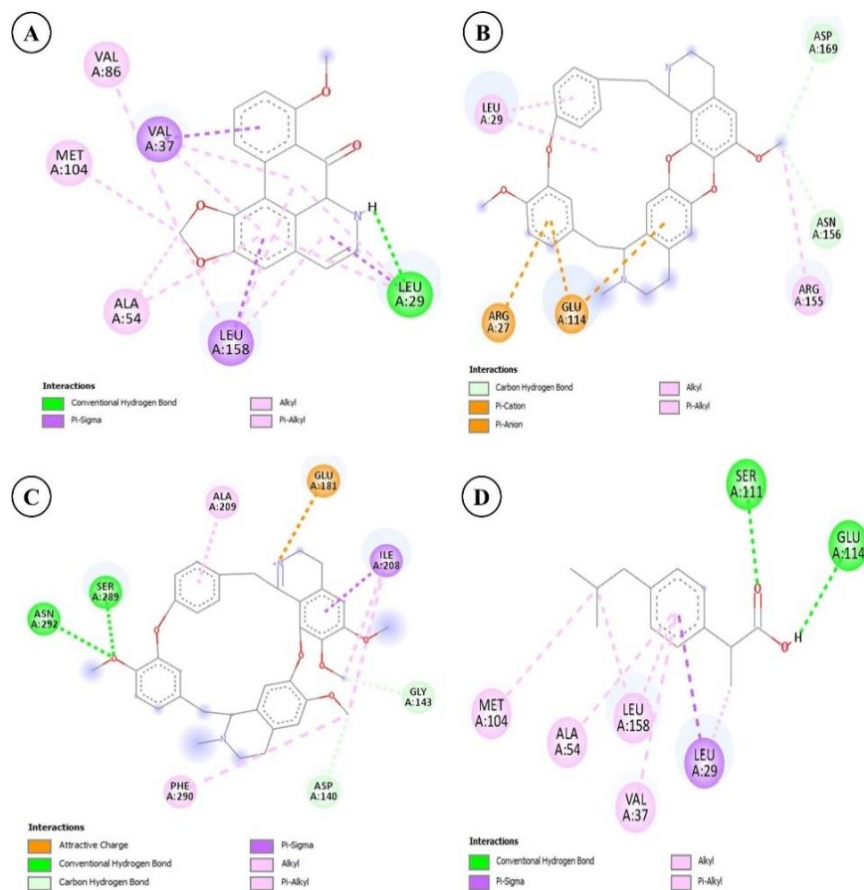 A
VAL
A:86
VAL
A:37
MET
A:104
O
O
H
N
O
O
ALA
A:54
LEU
A:158
LEU
A:29
Interactions
Conventional Hydrogen Bond
Pi-Sigma
Alkyl
Pi-Alkyl
B
ASP
A:169
LEU
A:29
N
O
O
O
O
O
ASN
A:156
ARG
A:155
N
ARG
A:27
GLU
A:114
Interactions
Carbon Hydrogen Bond
Pi-Cation
Pi-Anion
Alkyl
Pi-Alkyl
C
GLU
A:181
ALA
A:209
ILE
A:208
SER
A:289
ASN
A:292
N
O
O
O
O
O
O
GLY
A:143
N
PHE
A:290
ASP
A:140
Interactions
Attractive Charge
Conventional Hydrogen Bond
Carbon Hydrogen Bond
Pi-Sigma
Alkyl
Pi-Alkyl
D
SER
A:111
GLU
A:114
O
O
H
MET
A:104
ALA
A:54
LEU
A:158
LEU
A:29
VAL
A:37
Interactions
Conventional Hydrogen Bond
Pi-Sigma
Alkyl
Pi-Alkyl